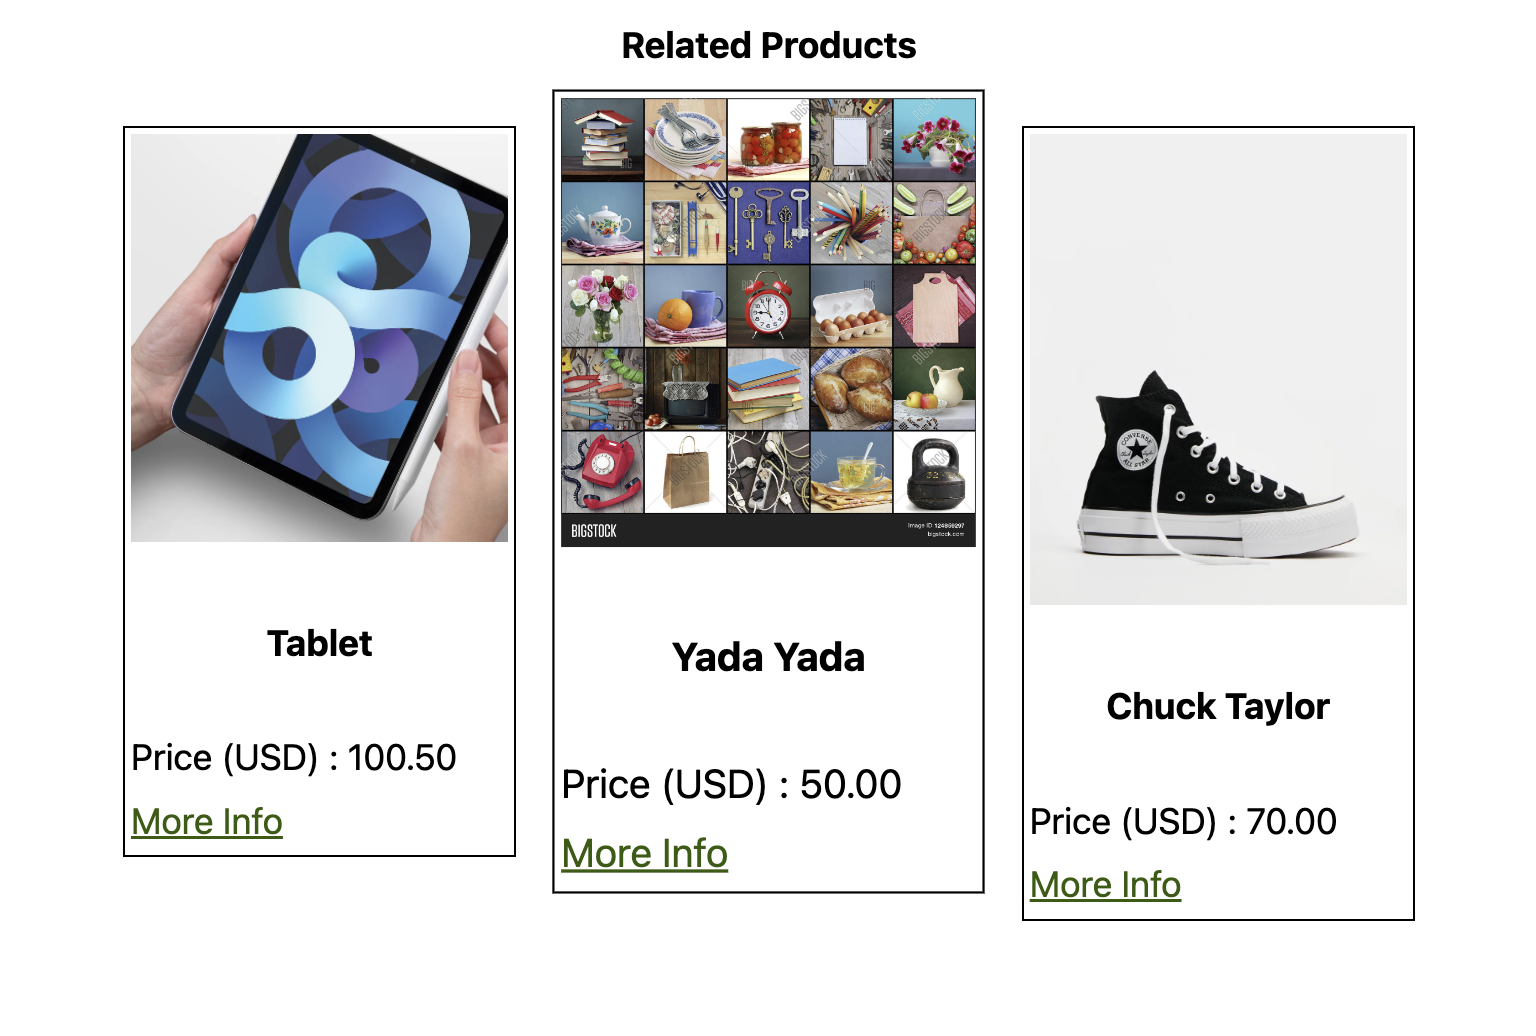 Related Products
BIGSTOCK
Image ID: 124859297
bigstock.com
CONVERSE
ALL STAR
Tablet
Price (USD) : 100.50
More Info
Yada Yada
Price (USD) : 50.00
More Info
Chuck Taylor
Price (USD) : 70.00
More Info